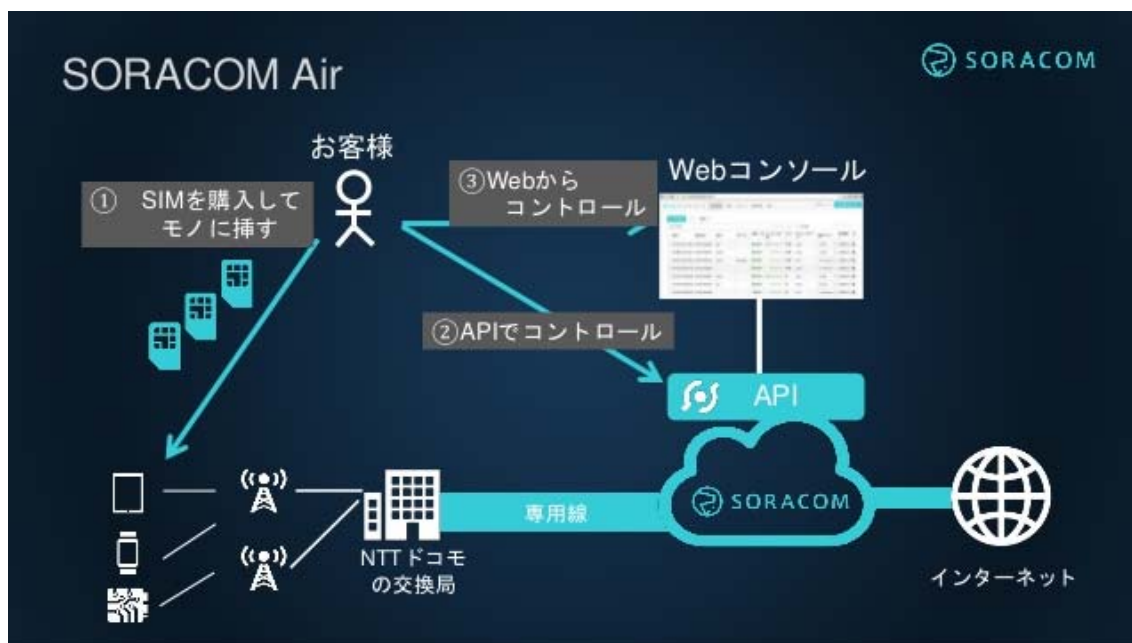 SORACOM Air
SORACOM
お客様
① SIMを購入して
モノに挿す
③Webから
コントロール
Webコンソール
②APIでコントロール
API
SORACOM
専用線
NTTドコモ
の交換局
インターネット